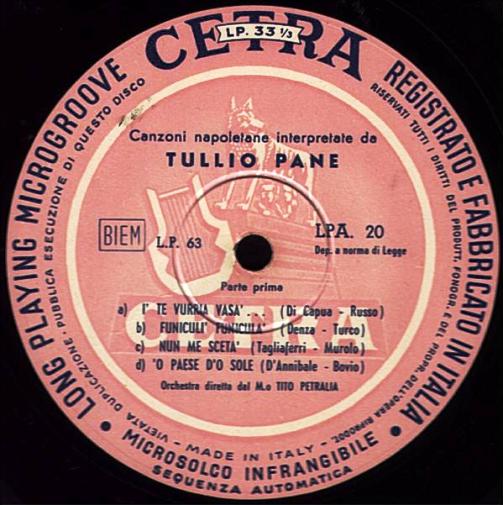 CETRA
LP. 33 1/3
LONG PLAYING MICROGROOVE
REGISTRATO E FABBRICATO IN ITALIA
RISERVATI TUTTI I DIRITTI DEL PRODUTT. FONOGR. E DEL PROPR. DELL'OPERA RIPRODOT.
VIETATA DUPLICAZIONE - PUBBLICA ESECUZIONE DI QUESTO DISCO
Canzoni napoletane interpretate da
TULLIO PANE
BIEM
L.P. 63
LPA. 20
Dep. a norma di Legge
Parte prima
a) I' TE VURRIA VASA'... (Di Capua - Russo)
b) FUNICULI' FUNICULA' (Denza - Turco)
c) NUN ME SCETA' (Tagliaferri - Murolo)
d) 'O PAESE D'O SOLE (D'Annibale - Bovio)
Orchestra diretta dal M.o TITO PETRALIA
CETRA
- MADE IN ITALY -
MICROSOLCO INFRANGIBILE
SEQUENZA AUTOMATICA